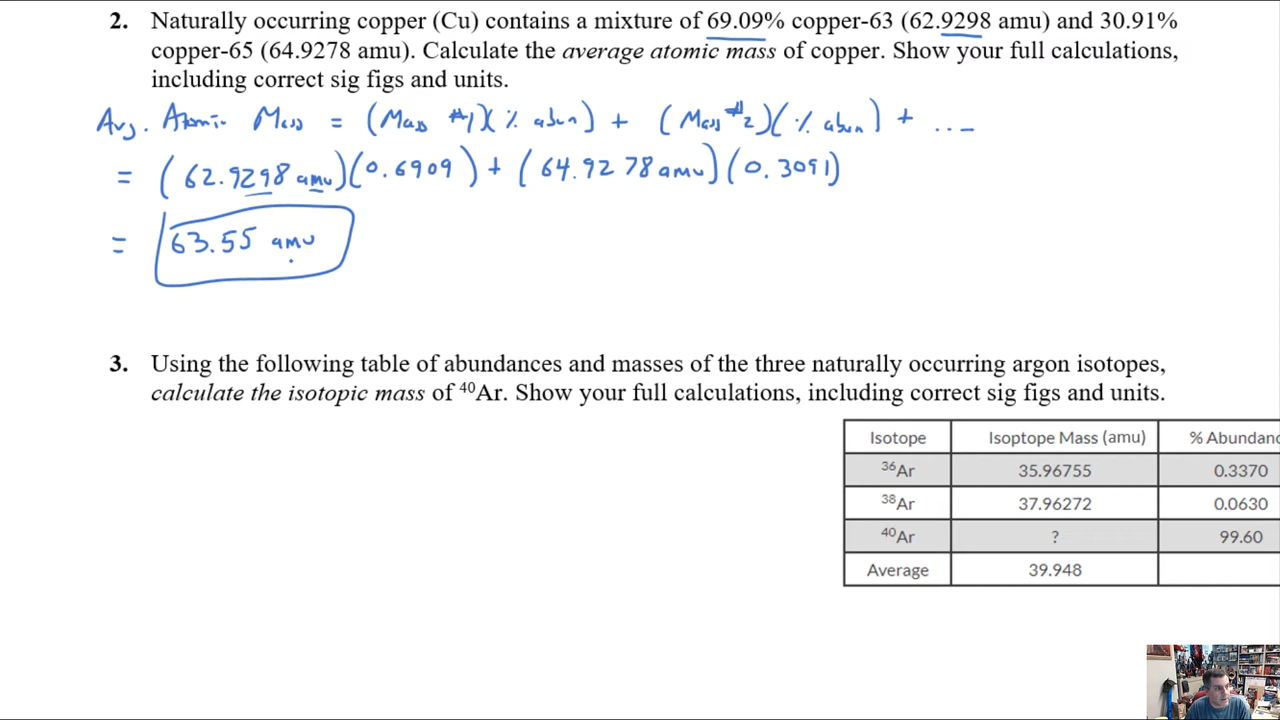 2. Naturally occurring copper (Cu) contains a mixture of 69.09% copper-63 (62.9298 amu) and 30.91%
copper-65 (64.9278 amu). Calculate the average atomic mass of copper. Show your full calculations,
including correct sig figs and units.
Avg. Atomic Mass = (Mass #1)(% abun) + (Mass #2)(% abun) + ...
= (62.9298 amu)(0.6909) + (64.9278 amu)(0.3091)
= 63.55 amu
3. Using the following table of abundances and masses of the three naturally occurring argon isotopes,
calculate the isotopic mass of ⁴⁰Ar. Show your full calculations, including correct sig figs and units.
Isotope Isoptope Mass (amu) % Abundanc
³⁶Ar 35.96755 0.3370
³⁸Ar 37.96272 0.0630
⁴⁰Ar ? 99.60
Average 39.948